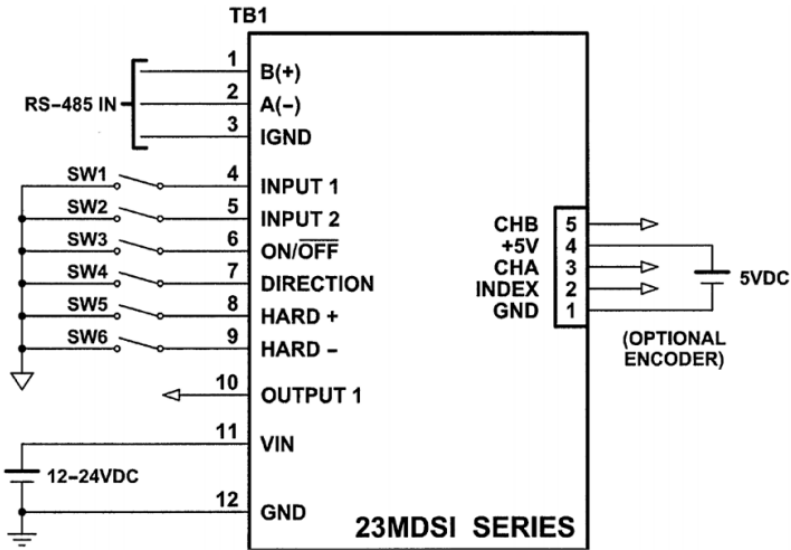 TB1
RS-485 IN
1 B(+)
2 A(-)
3 IGND
SW1 4 INPUT 1
SW2 5 INPUT 2
SW3 6 ON/O̅F̅F̅
SW4 7 DIRECTION
SW5 8 HARD +
SW6 9 HARD -
10 OUTPUT 1
11 VIN
12-24VDC
12 GND
23MDSI SERIES
CHB 5
+5V 4
CHA 3
INDEX 2
GND 1
5VDC
(OPTIONAL
ENCODER)